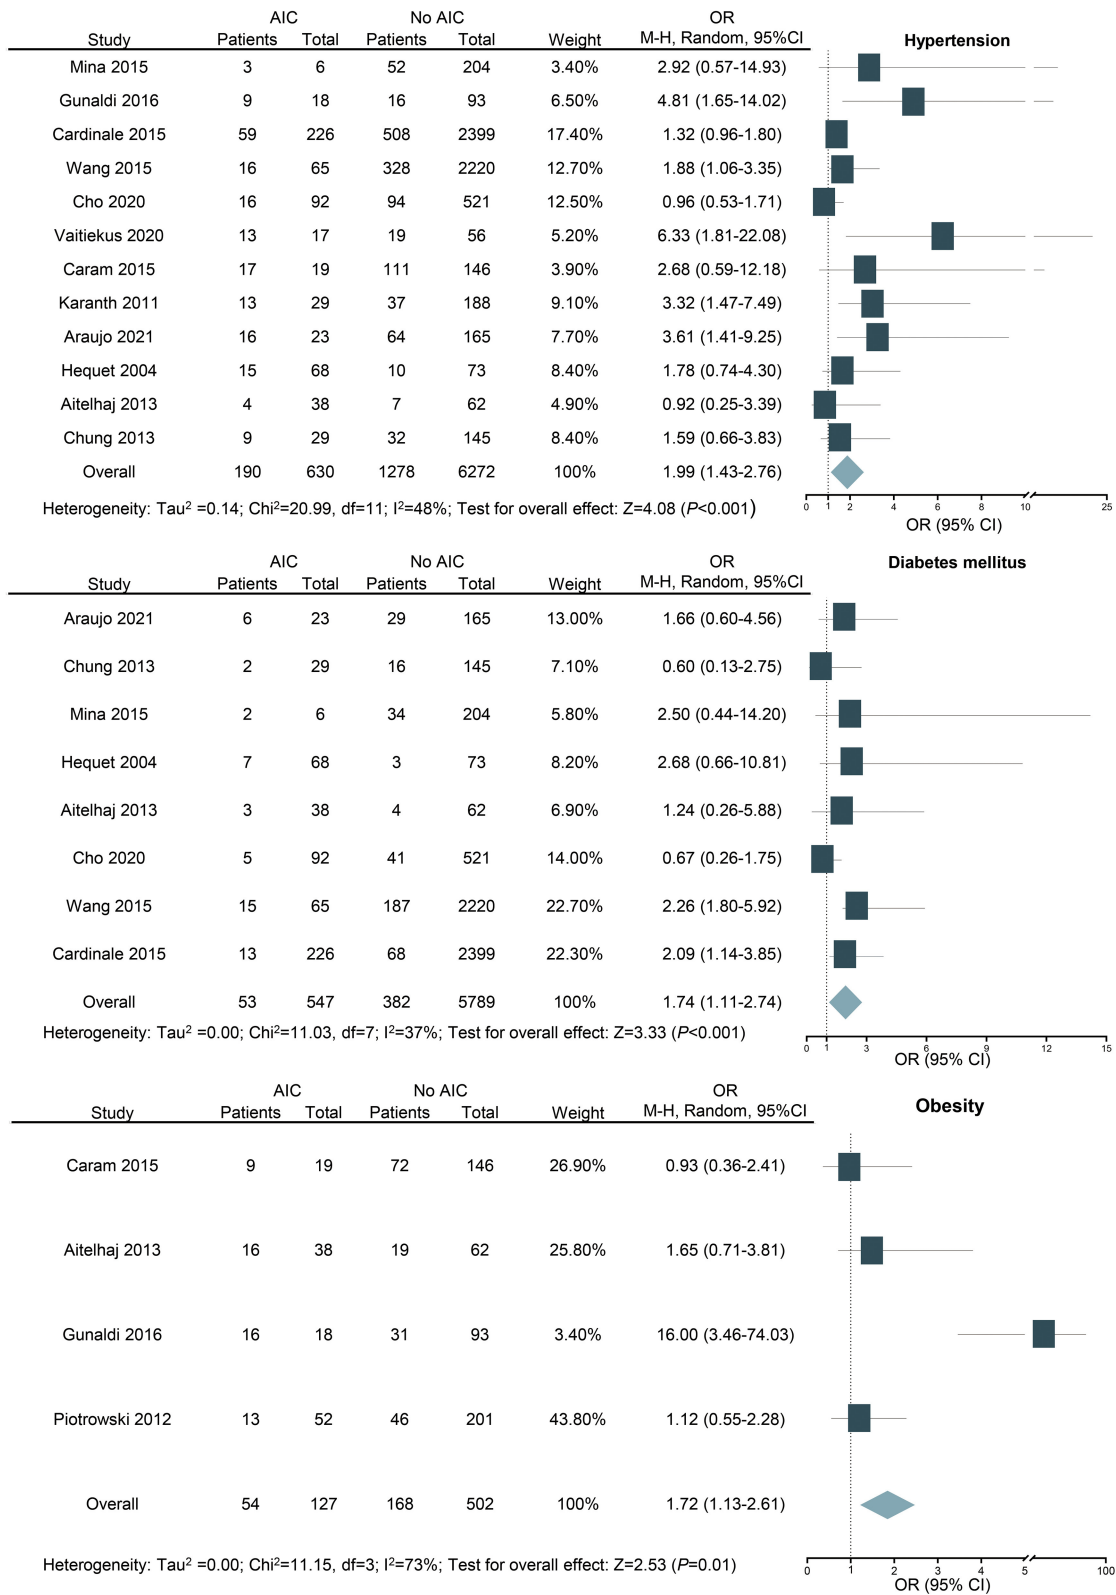 AIC No AIC OR
Study Patients Total Patients Total Weight M-H, Random, 95%CI Hypertension
Mina 2015 3 6 52 204 3.40% 2.92 (0.57-14.93)
Gunaldi 2016 9 18 16 93 6.50% 4.81 (1.65-14.02)
Cardinale 2015 59 226 508 2399 17.40% 1.32 (0.96-1.80)
Wang 2015 16 65 328 2220 12.70% 1.88 (1.06-3.35)
Cho 2020 16 92 94 521 12.50% 0.96 (0.53-1.71)
Vaitiekus 2020 13 17 19 56 5.20% 6.33 (1.81-22.08)
Caram 2015 17 19 111 146 3.90% 2.68 (0.59-12.18)
Karanth 2011 13 29 37 188 9.10% 3.32 (1.47-7.49)
Araujo 2021 16 23 64 165 7.70% 3.61 (1.41-9.25)
Hequet 2004 15 68 10 73 8.40% 1.78 (0.74-4.30)
Aitelhaj 2013 4 38 7 62 4.90% 0.92 (0.25-3.39)
Chung 2013 9 29 32 145 8.40% 1.59 (0.66-3.83)
Overall 190 630 1278 6272 100% 1.99 (1.43-2.76)
Heterogeneity: Tau² =0.14; Chi²=20.99, df=11; I²=48%; Test for overall effect: Z=4.08 (P<0.001)
0 1 2 4 6 8 10 25
OR (95% CI)
AIC No AIC OR
Study Patients Total Patients Total Weight M-H, Random, 95%CI Diabetes mellitus
Araujo 2021 6 23 29 165 13.00% 1.66 (0.60-4.56)
Chung 2013 2 29 16 145 7.10% 0.60 (0.13-2.75)
Mina 2015 2 6 34 204 5.80% 2.50 (0.44-14.20)
Hequet 2004 7 68 3 73 8.20% 2.68 (0.66-10.81)
Aitelhaj 2013 3 38 4 62 6.90% 1.24 (0.26-5.88)
Cho 2020 5 92 41 521 14.00% 0.67 (0.26-1.75)
Wang 2015 15 65 187 2220 22.70% 2.26 (1.80-5.92)
Cardinale 2015 13 226 68 2399 22.30% 2.09 (1.14-3.85)
Overall 53 547 382 5789 100% 1.74 (1.11-2.74)
Heterogeneity: Tau² =0.00; Chi²=11.03, df=7; I²=37%; Test for overall effect: Z=3.33 (P<0.001)
0 1 3 6 9 12 15
OR (95% CI)
AIC No AIC OR
Study Patients Total Patients Total Weight M-H, Random, 95%CI Obesity
Caram 2015 9 19 72 146 26.90% 0.93 (0.36-2.41)
Aitelhaj 2013 16 38 19 62 25.80% 1.65 (0.71-3.81)
Gunaldi 2016 16 18 31 93 3.40% 16.00 (3.46-74.03)
Piotrowski 2012 13 52 46 201 43.80% 1.12 (0.55-2.28)
Overall 54 127 168 502 100% 1.72 (1.13-2.61)
Heterogeneity: Tau² =0.00; Chi²=11.15, df=3; I²=73%; Test for overall effect: Z=2.53 (P=0.01)
0 1 2 3 4 5 100
OR (95% CI)